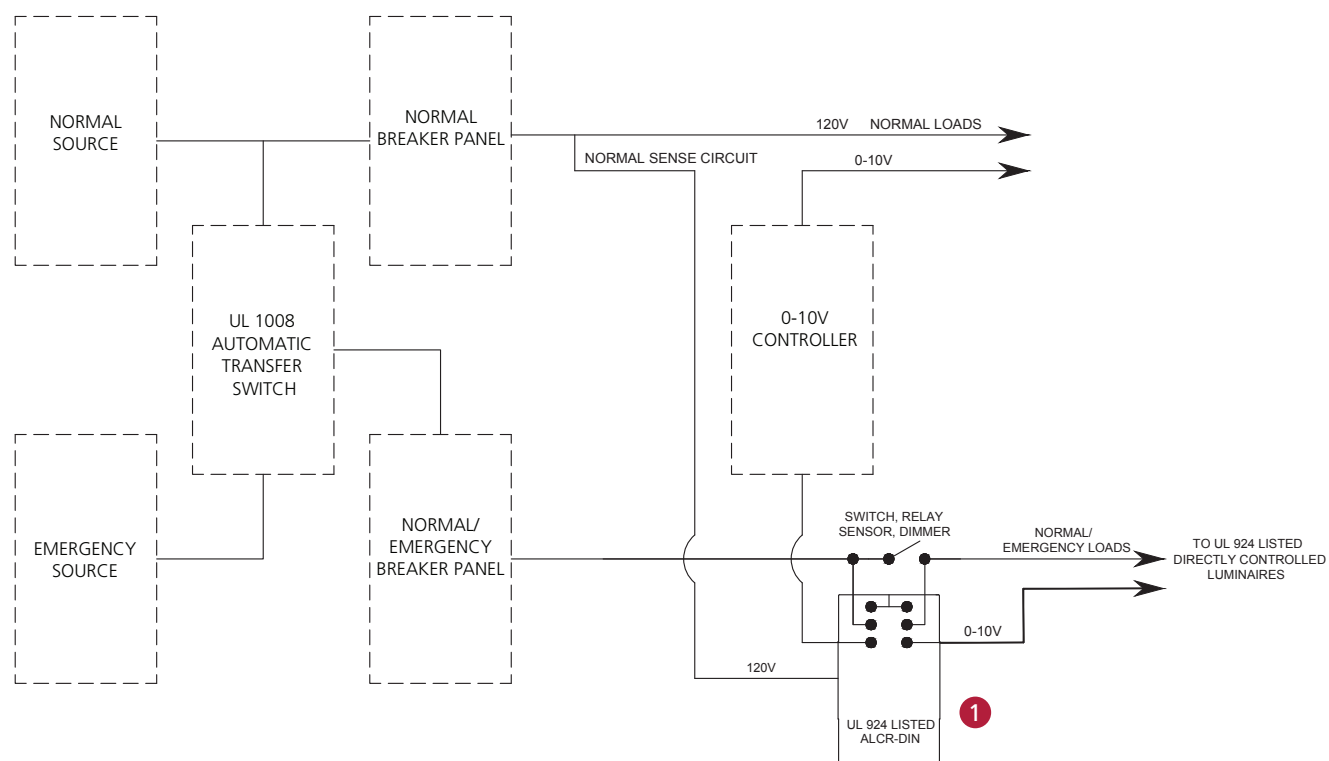 NORMAL
SOURCE
NORMAL
BREAKER PANEL
120V NORMAL LOADS
NORMAL SENSE CIRCUIT
0-10V
UL 1008
AUTOMATIC
TRANSFER
SWITCH
0-10V
CONTROLLER
EMERGENCY
SOURCE
NORMAL/
EMERGENCY
BREAKER PANEL
SWITCH, RELAY
SENSOR, DIMMER
NORMAL/
EMERGENCY LOADS
TO UL 924 LISTED
DIRECTLY CONTROLLED
LUMINAIRES
0-10V
120V
1
UL 924 LISTED
ALCR-DIN